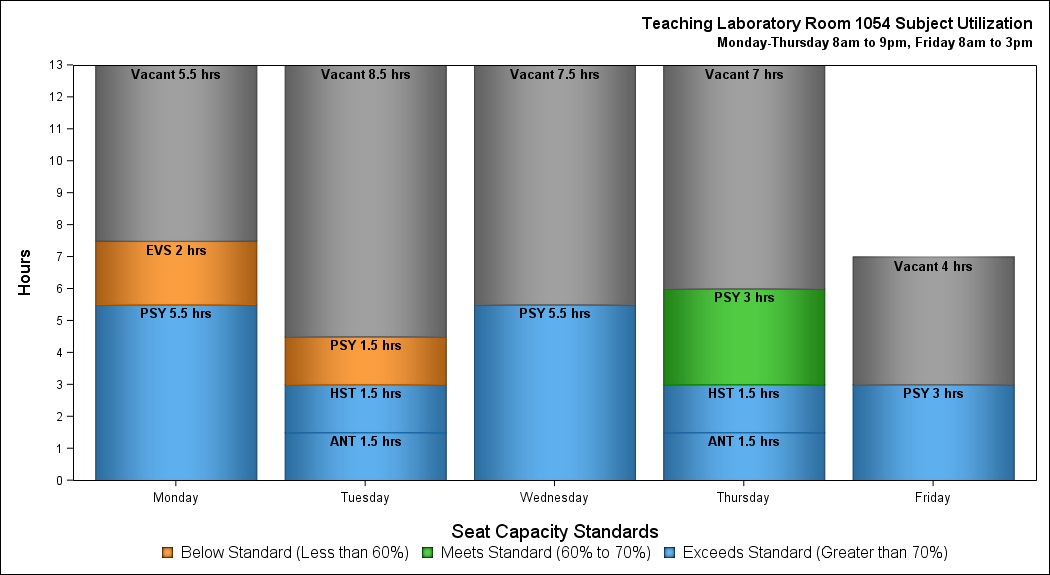 Teaching Laboratory Room 1054 Subject Utilization
Monday-Thursday 8am to 9pm, Friday 8am to 3pm
Hours
13
12
11
10
9
8
7
6
5
4
3
2
1
0
Vacant 5.5 hrs
EVS 2 hrs
PSY 5.5 hrs
Vacant 8.5 hrs
PSY 1.5 hrs
HST 1.5 hrs
ANT 1.5 hrs
Vacant 7.5 hrs
PSY 5.5 hrs
Vacant 7 hrs
PSY 3 hrs
HST 1.5 hrs
ANT 1.5 hrs
Vacant 4 hrs
PSY 3 hrs
Monday Tuesday Wednesday Thursday Friday
Seat Capacity Standards
Below Standard (Less than 60%) Meets Standard (60% to 70%) Exceeds Standard (Greater than 70%)